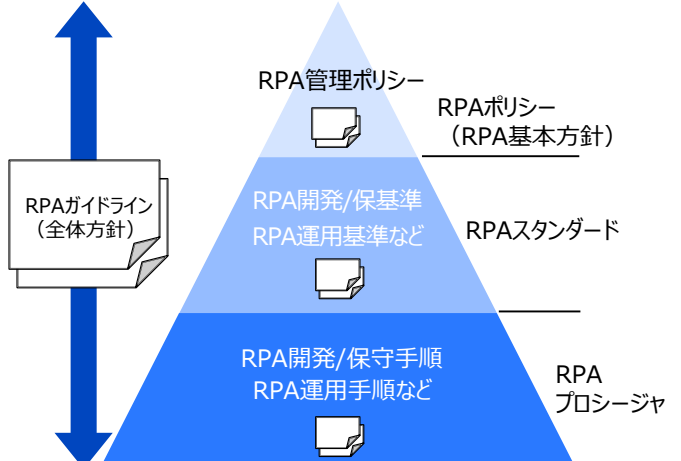 RPA管理ポリシー
RPAポリシー
（RPA基本方針）
RPAガイドライン
（全体方針）
RPA開発/保基準
RPA運用基準など
RPAスタンダード
RPA開発/保守手順
RPA運用手順など
RPA
プロシージャ